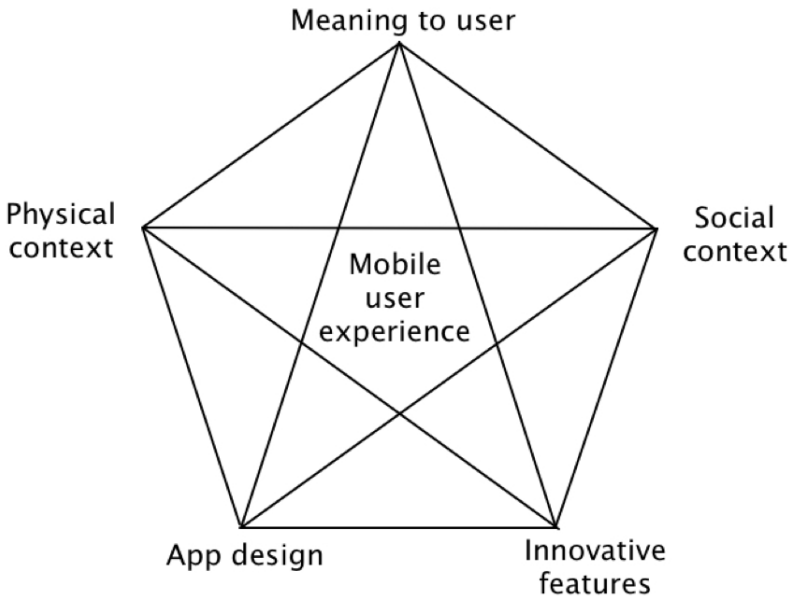 Meaning to user
Physical
context
Social
context
Mobile
user
experience
App design
Innovative
features